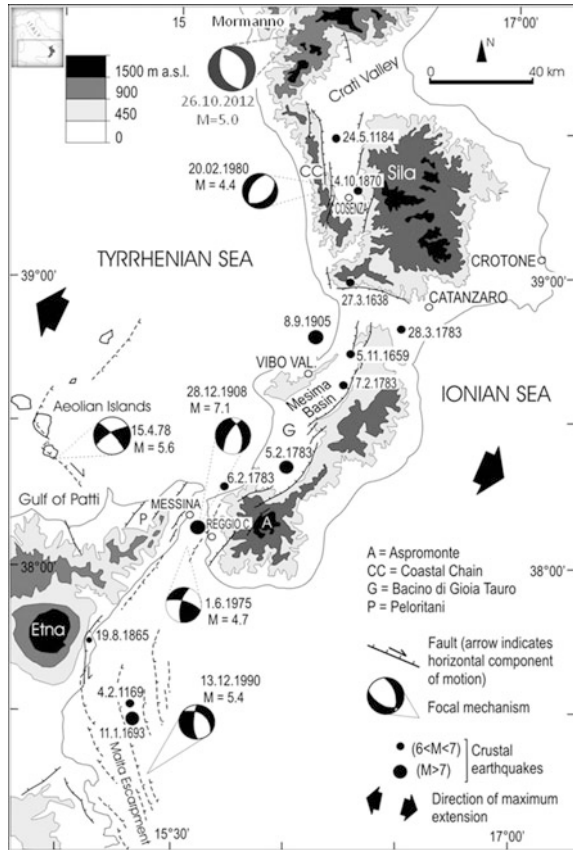 ITALY
15
17°00'
Mormanno
1500 m a.s.l.
900
450
0
N
0 40 km
26.10.2012
M=5.0
Crati Valley
24.5.1184
20.02.1980
M = 4.4
CC
14.10.1870
COSENZA
Sila
TYRRHENIAN SEA
CROTONE
39°00'
39°00'
27.3.1638
CATANZARO
8.9.1905
28.3.1783
5.11.1659
VIBO VAL.
7.2.1783
Mesima
Basin
IONIAN SEA
28.12.1908
M = 7.1
Aeolian Islands
15.4.78
M = 5.6
G
5.2.1783
6.2.1783
Gulf of Patti
MESSINA
P
REGGIO C.
A
A = Aspromonte
CC = Coastal Chain
G = Bacino di Gioia Tauro
P = Peloritani
38°00'
38°00'
1.6.1975
M = 4.7
Etna
19.8.1865
Fault (arrow indicates
horizontal component
of motion)
13.12.1990
M = 5.4
4.2.1169
11.1.1693
Focal mechanism
Malta Escarpment
(6<M<7)
(M>7)
Crustal
earthquakes
Direction of maximum
extension
15°30'
17°00'